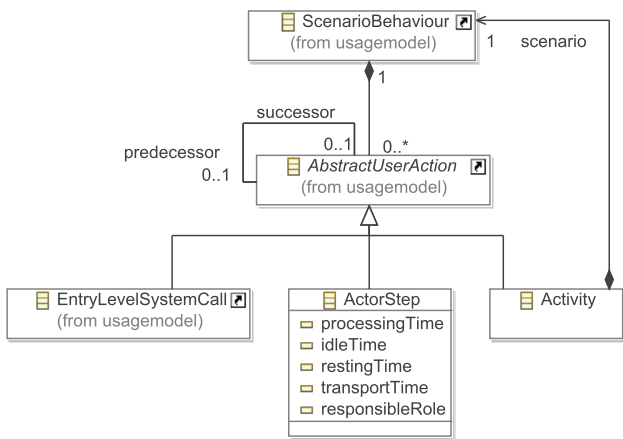 ScenarioBehaviour
(from usagemodel)
1 scenario
1
successor
0..1 0..*
predecessor
0..1
AbstractUserAction
(from usagemodel)
EntryLevelSystemCall
(from usagemodel)
ActorStep
processingTime
idleTime
restingTime
transportTime
responsibleRole
Activity